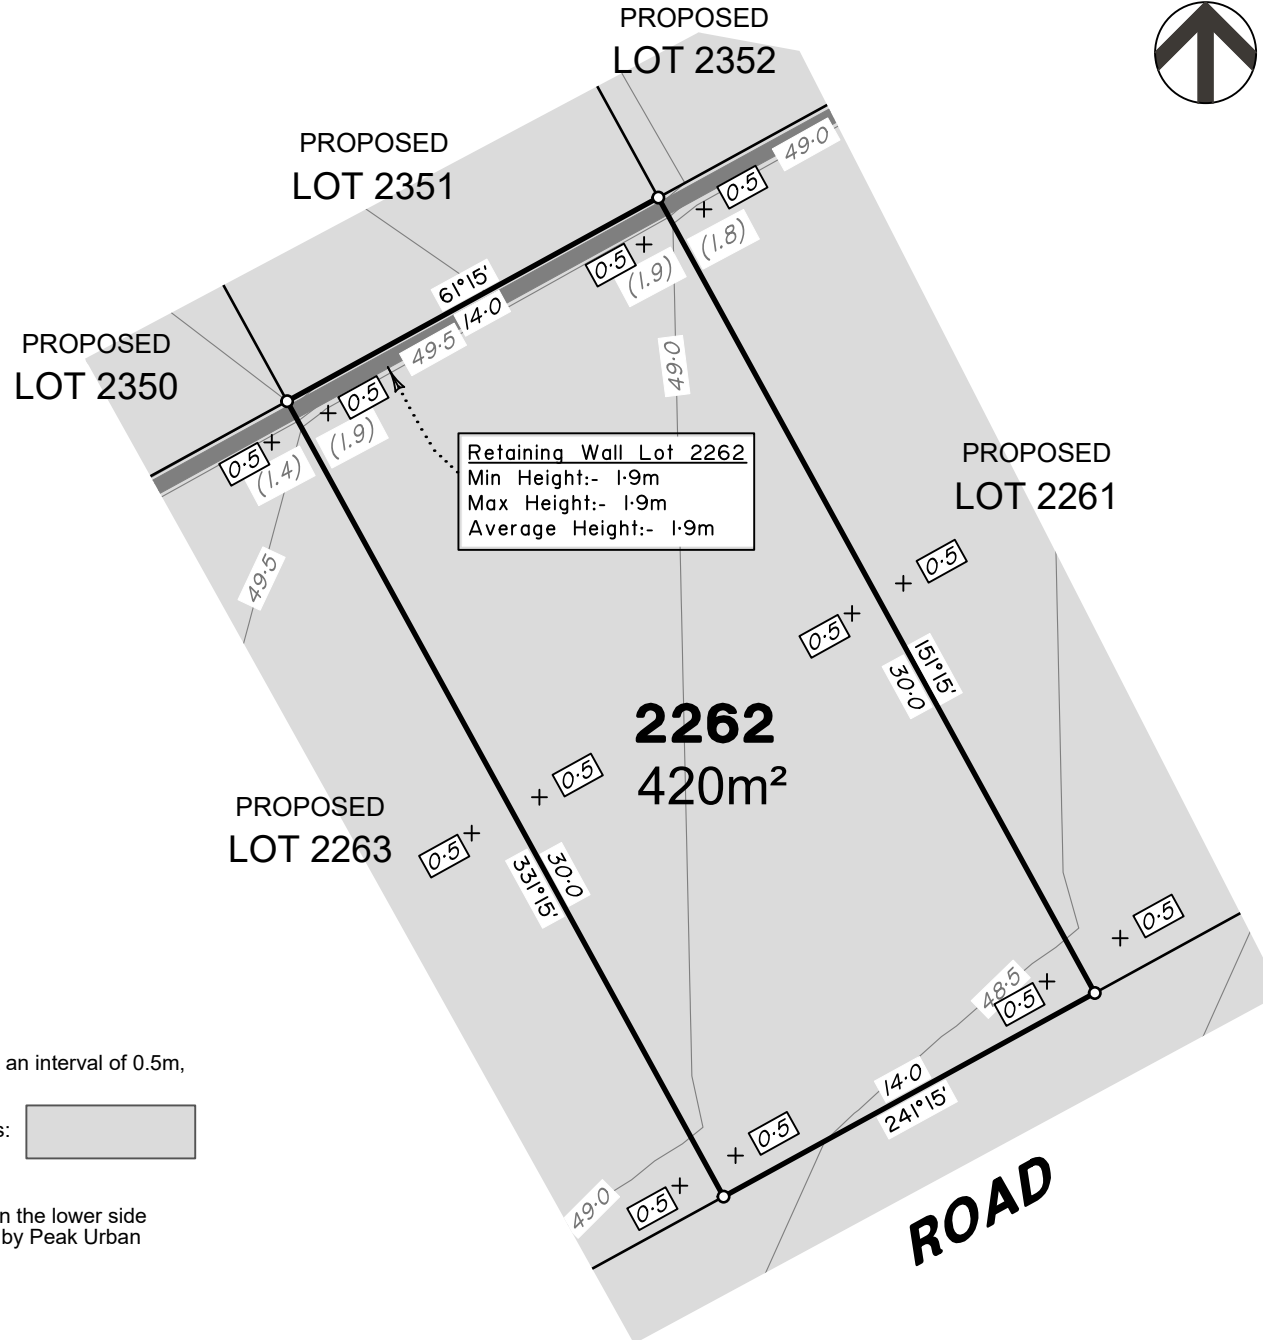 PROPOSED
LOT 2352
PROPOSED
LOT 2351
49·0
0·5
(1.8)
0·5
(1.9)
61°15'
14·0
49·5
PROPOSED
LOT 2350
0·5
(1.9)
0·5
(1.4)
49·0
Retaining Wall Lot 2262
Min Height:- 1·9m
Max Height:- 1·9m
Average Height:- 1·9m
PROPOSED
LOT 2261
49·5
0·5
0·5
151°15'
30·0
2262
420m²
0·5
PROPOSED
LOT 2263
0·5
30·0
331°15'
0·5
48·5
0·5
an interval of 0.5m,
14·0
241°15'
s:
0·5
0·5
49·0
ROAD
n the lower side
by Peak Urban